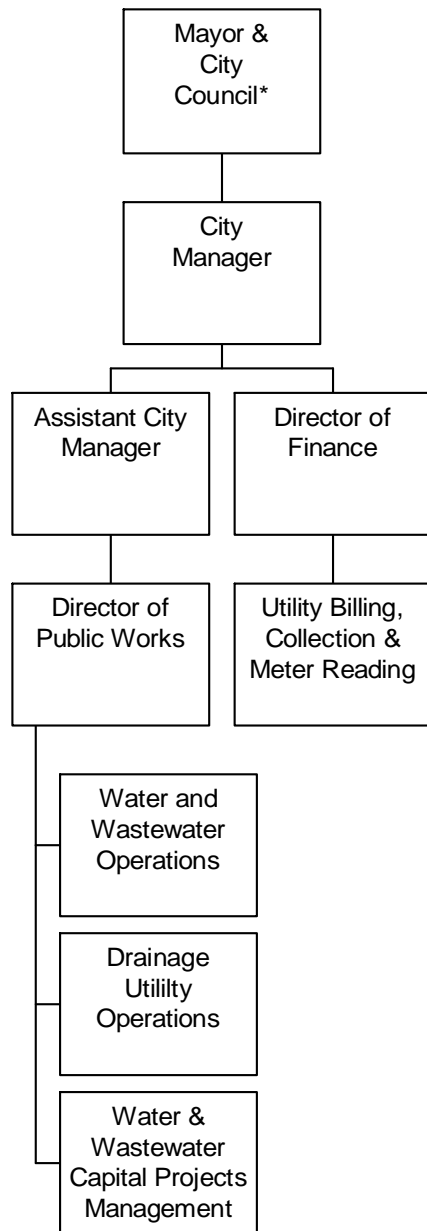 Mayor &
City
Council*
City
Manager
Assistant City
Manager
Director of
Finance
Director of
Public Works
Utility Billing,
Collection &
Meter Reading
Water and
Wastewater
Operations
Drainage
Utililty
Operations
Water &
Wastewater
Capital Projects
Management